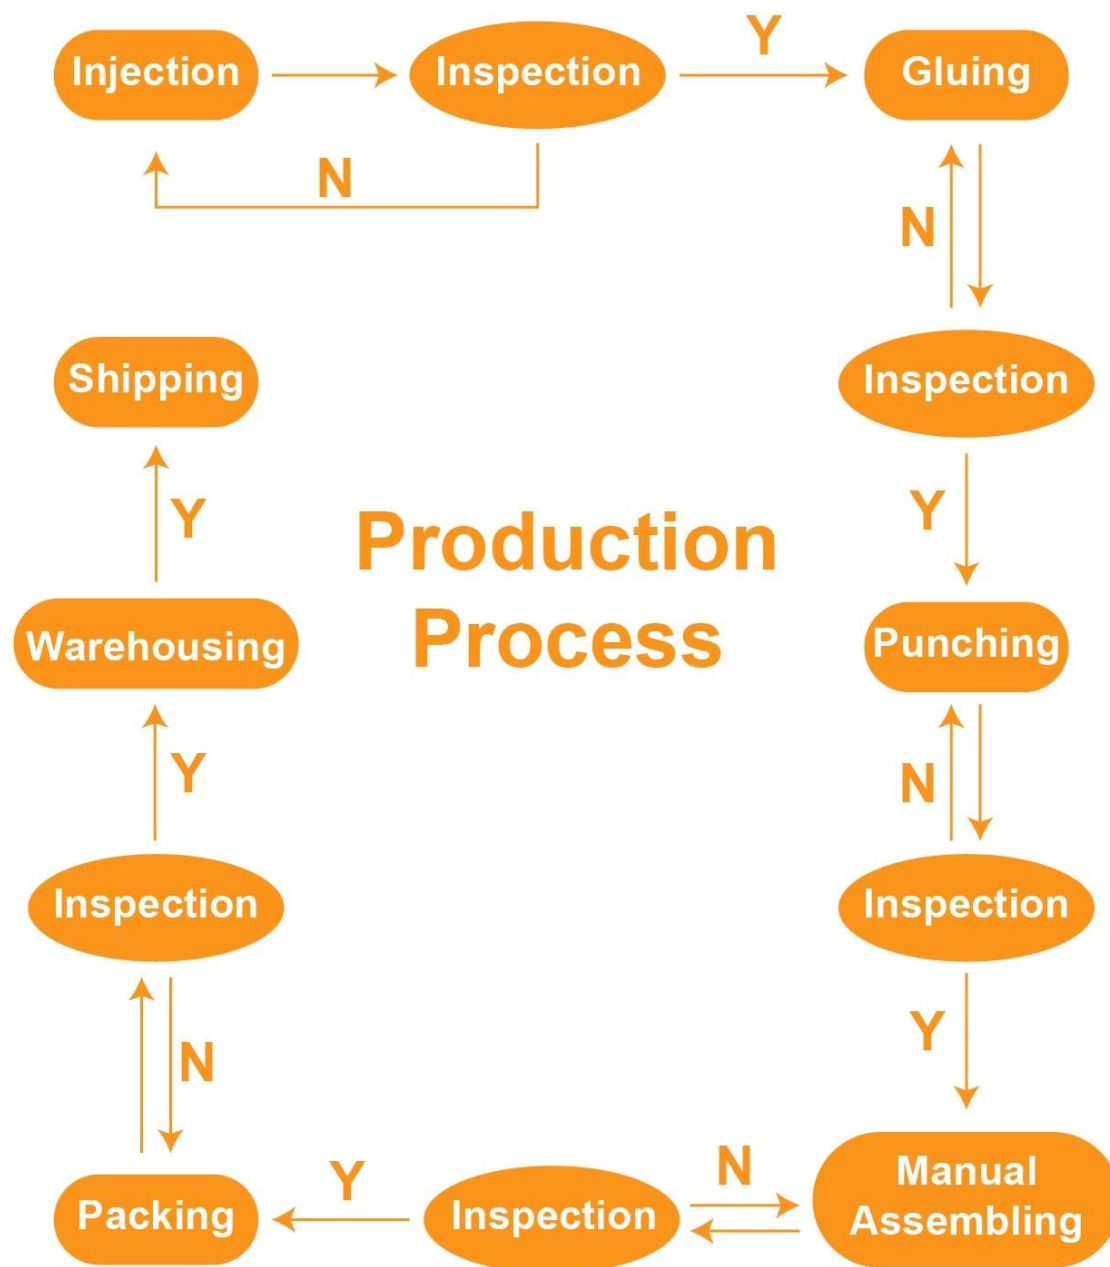 Injection
Inspection
Y
Gluing
N
N
Inspection
Shipping
Y
Y
Production
Process
Warehousing
Punching
Y
N
Inspection
Inspection
Y
N
Manual
Assembling
N
Y
Inspection
Packing